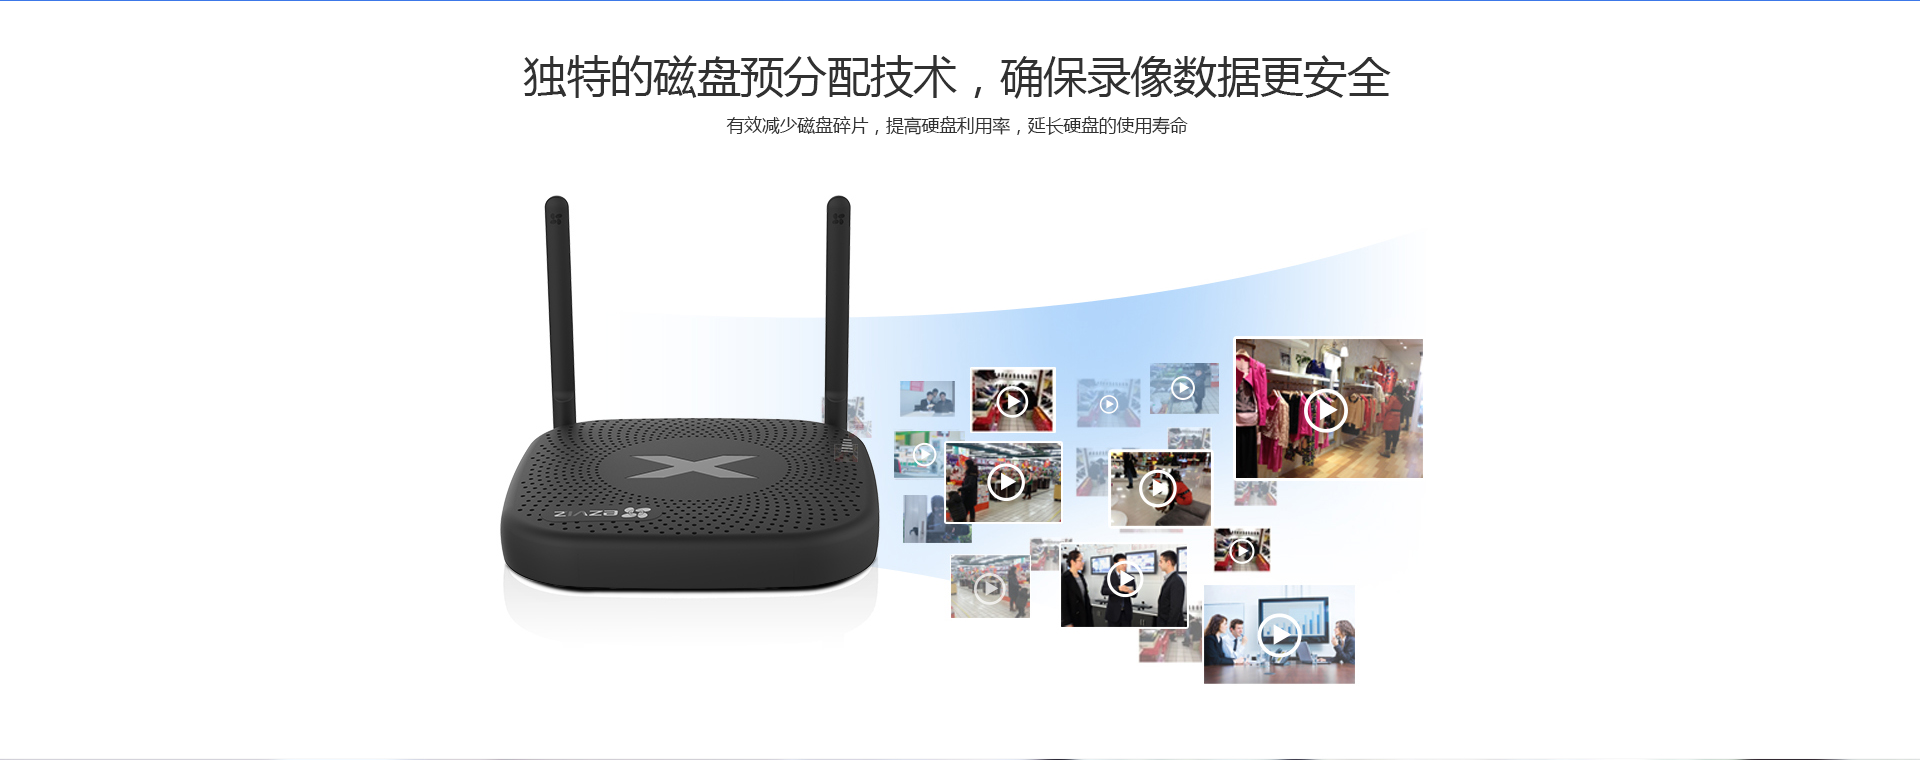 独特的磁盘预分配技术，确保录像数据更安全
有效减少磁盘碎片，提高硬盘利用率，延长硬盘的使用寿命
X
ezviz